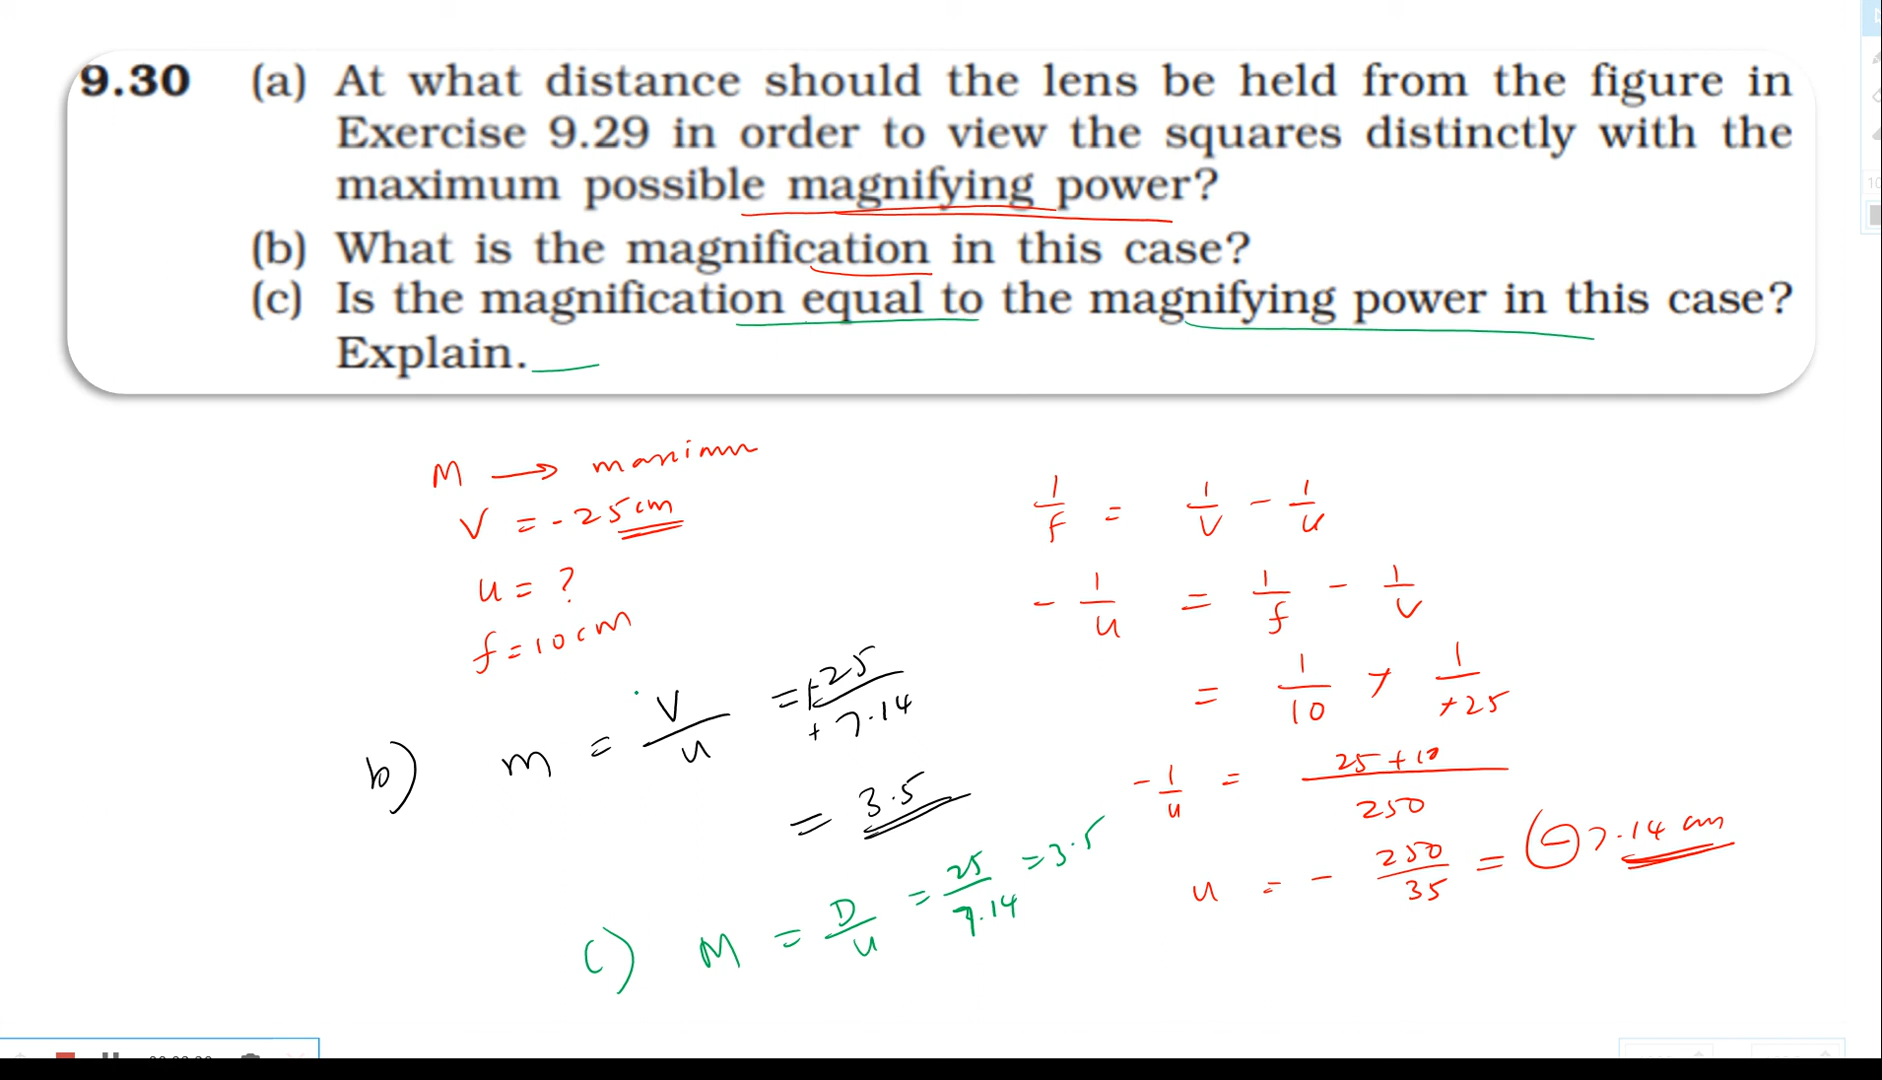 9.30 (a) At what distance should the lens be held from the figure in
Exercise 9.29 in order to view the squares distinctly with the
maximum possible magnifying power?
(b) What is the magnification in this case?
(c) Is the magnification equal to the magnifying power in this case?
Explain.
M → maximum
V = -25cm
u = ?
f = 10cm
1/f = 1/v - 1/u
-1/u = 1/f - 1/v
= 1/10 + 1/+25
-1/u = 25+10/250
u = - 250/35 = -7.14 cm
b) m = V/u = +25/+7.14
= 3.5
c) M = D/u = 25/7.14 = 3.5